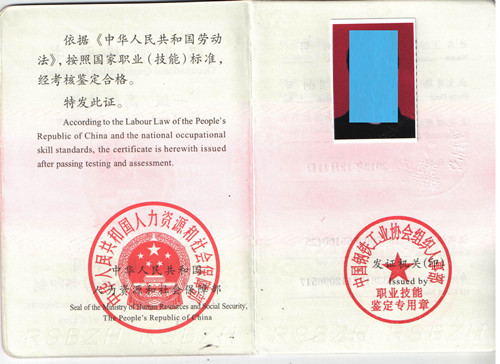 依据《中华人民共和国劳动
法》，按照国家职业（技能）标准，
经考核鉴定合格。
特发此证。
According to the Labour Law of the People's
Republic of China and the national occupational
skill standards, the certificate is herewith issued
after passing testing and assessment.
中华人民共和国人力资源和社会保障部
中华人民共和国
人力资源和社会保障部
Seal of the Ministry of Human Resources and Social Security,
The People's Republic of China
中国钢铁工业协会组织人事部
发证机关(印)
Issued by
职业技能
鉴定专用章